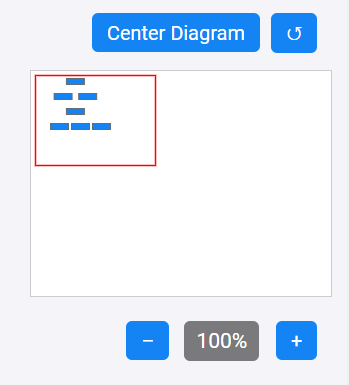 Center Diagram ↺
− 100% +